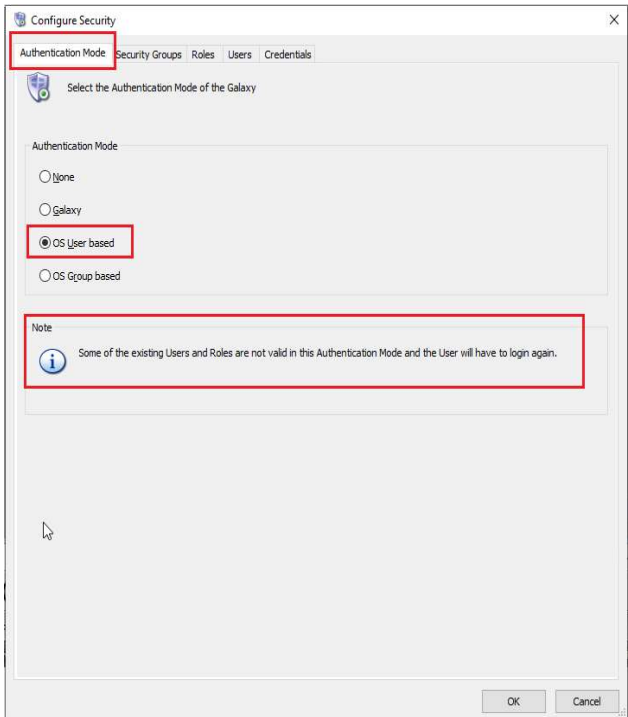 Configure Security
Authentication Mode Security Groups Roles Users Credentials
Select the Authentication Mode of the Galaxy
Authentication Mode
None
Galaxy
OS User based
OS Group based
Note
Some of the existing Users and Roles are not valid in this Authentication Mode and the User will have to login again.
OK Cancel